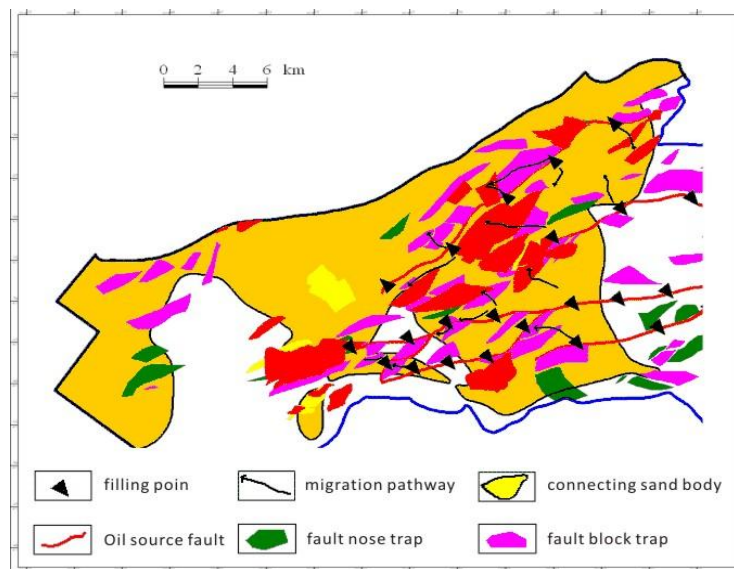 0 2 4 6 km
filling poin
migration pathway
connecting sand body
Oil source fault
fault nose trap
fault block trap